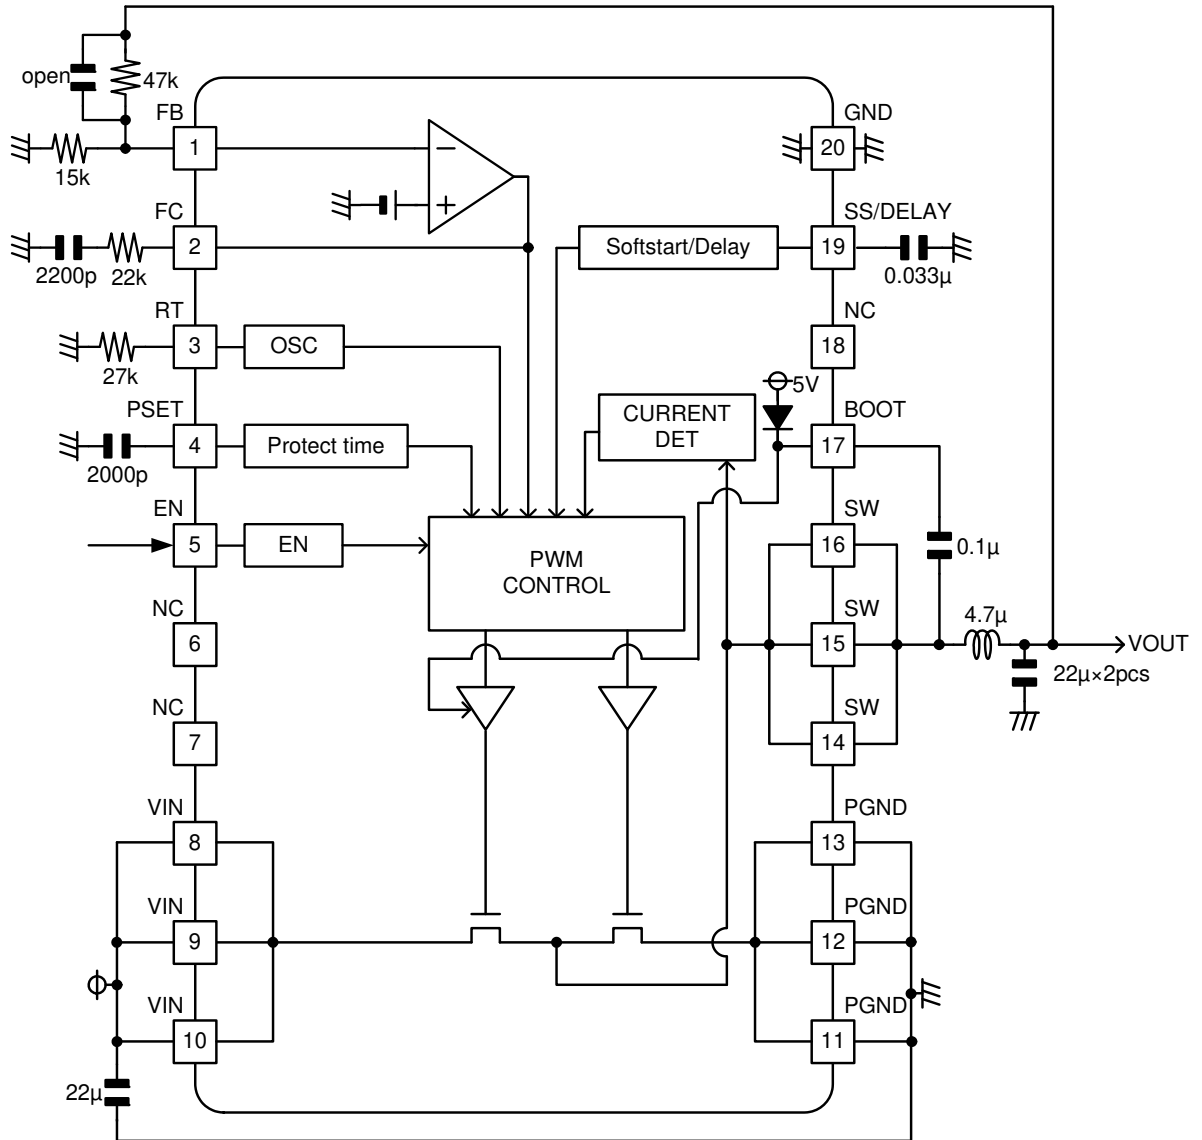 open
47k
FB
1
15k
FC
2
2200p
22k
RT
3
27k
OSC
PSET
4
2000p
Protect time
EN
5
EN
NC
6
NC
7
VIN
8
VIN
9
VIN
10
22μ
−
+
Softstart/Delay
CURRENT
DET
5V
PWM
CONTROL
GND
20
SS/DELAY
19
0.033μ
NC
18
BOOT
17
SW
16
0.1μ
SW
15
4.7μ
VOUT
22μ×2pcs
SW
14
PGND
13
PGND
12
PGND
11